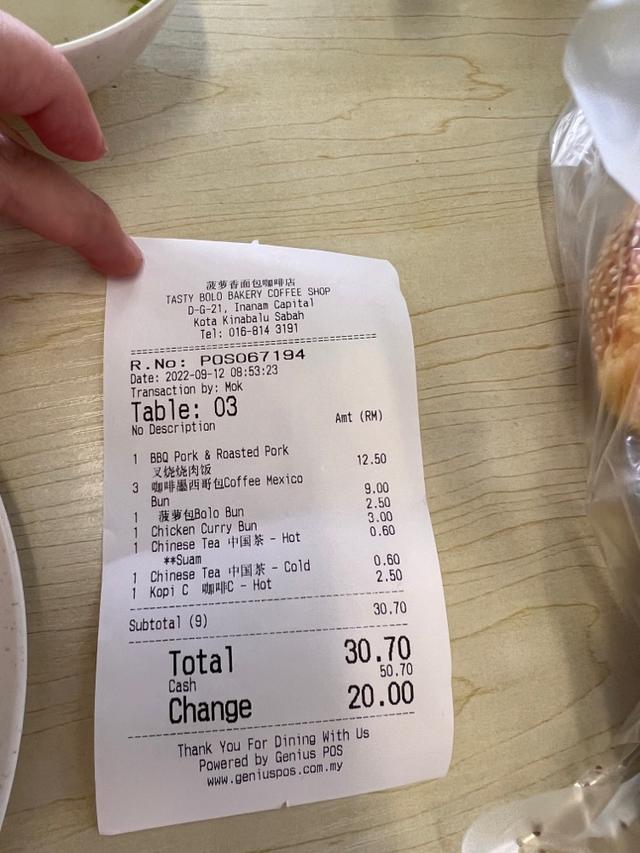 菠萝香面包咖啡店
TASTY BOLO BAKERY COFFEE SHOP
D-G-21, Inanam Capital
Kota Kinabalu Sabah
Tel: 016-814 3191
R.No: POS067194
Date: 2022-09-12 08:53:23
Transaction by: Mok
Table: 03
No Description Amt (RM)
1 BBQ Pork & Roasted Pork 12.50
叉烧烧肉饭
3 咖啡墨西哥包Coffee Mexico 9.00
Bun
1 菠萝包Bolo Bun 2.50
1 Chicken Curry Bun 3.00
1 Chinese Tea 中国茶 - Hot 0.60
**Suam
1 Chinese Tea 中国茶 - Cold 0.60
1 Kopi C 咖啡C - Hot 2.50
Subtotal (9) 30.70
Total 30.70
Cash 50.70
Change 20.00
Thank You For Dining With Us
Powered by Genius POS
www.geniuspos.com.my